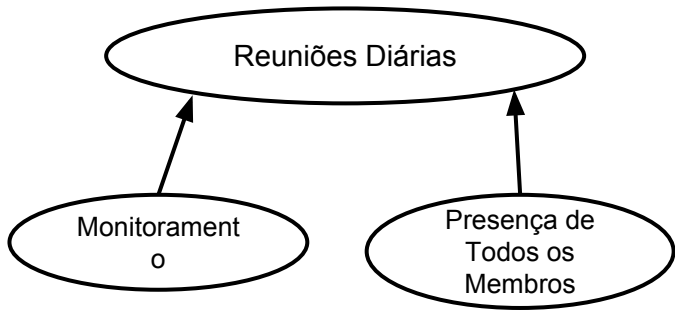 Reuniões Diárias
Monitorament
o
Presença de
Todos os
Membros